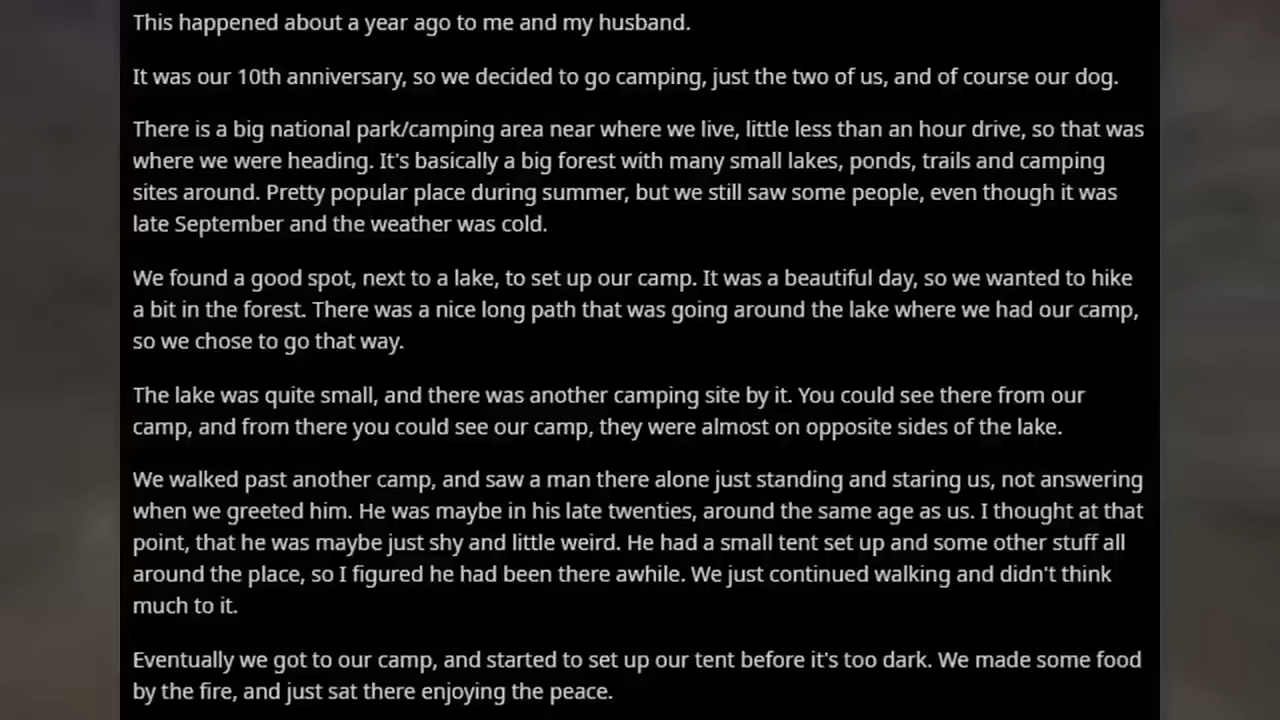 This happened about a year ago to me and my husband.
It was our 10th anniversary, so we decided to go camping, just the two of us, and of course our dog.
There is a big national park/camping area near where we live, little less than an hour drive, so that was
where we were heading. It's basically a big forest with many small lakes, ponds, trails and camping
sites around. Pretty popular place during summer, but we still saw some people, even though it was
late September and the weather was cold.
We found a good spot, next to a lake, to set up our camp. It was a beautiful day, so we wanted to hike
a bit in the forest. There was a nice long path that was going around the lake where we had our camp,
so we chose to go that way.
The lake was quite small, and there was another camping site by it. You could see there from our
camp, and from there you could see our camp, they were almost on opposite sides of the lake.
We walked past another camp, and saw a man there alone just standing and staring us, not answering
when we greeted him. He was maybe in his late twenties, around the same age as us. I thought at that
point, that he was maybe just shy and little weird. He had a small tent set up and some other stuff all
around the place, so I figured he had been there awhile. We just continued walking and didn't think
much to it.
Eventually we got to our camp, and started to set up our tent before it's too dark. We made some food
by the fire, and just sat there enjoying the peace.